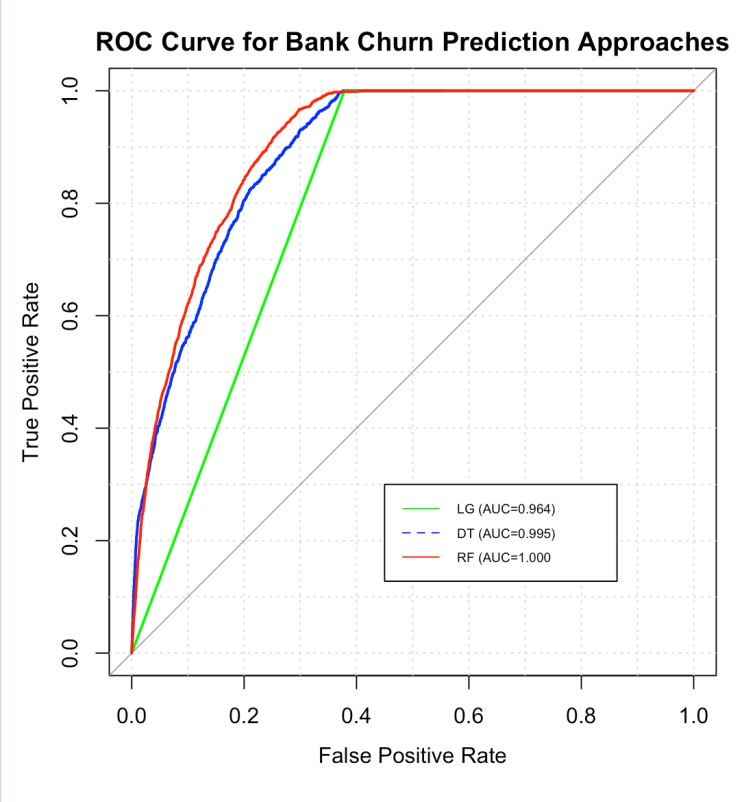 ROC Curve for Bank Churn Prediction Approaches
True Positive Rate
1.0
0.8
0.6
0.4
0.2
0.0
LG (AUC=0.964)
DT (AUC=0.995)
RF (AUC=1.000
0.0 0.2 0.4 0.6 0.8 1.0
False Positive Rate